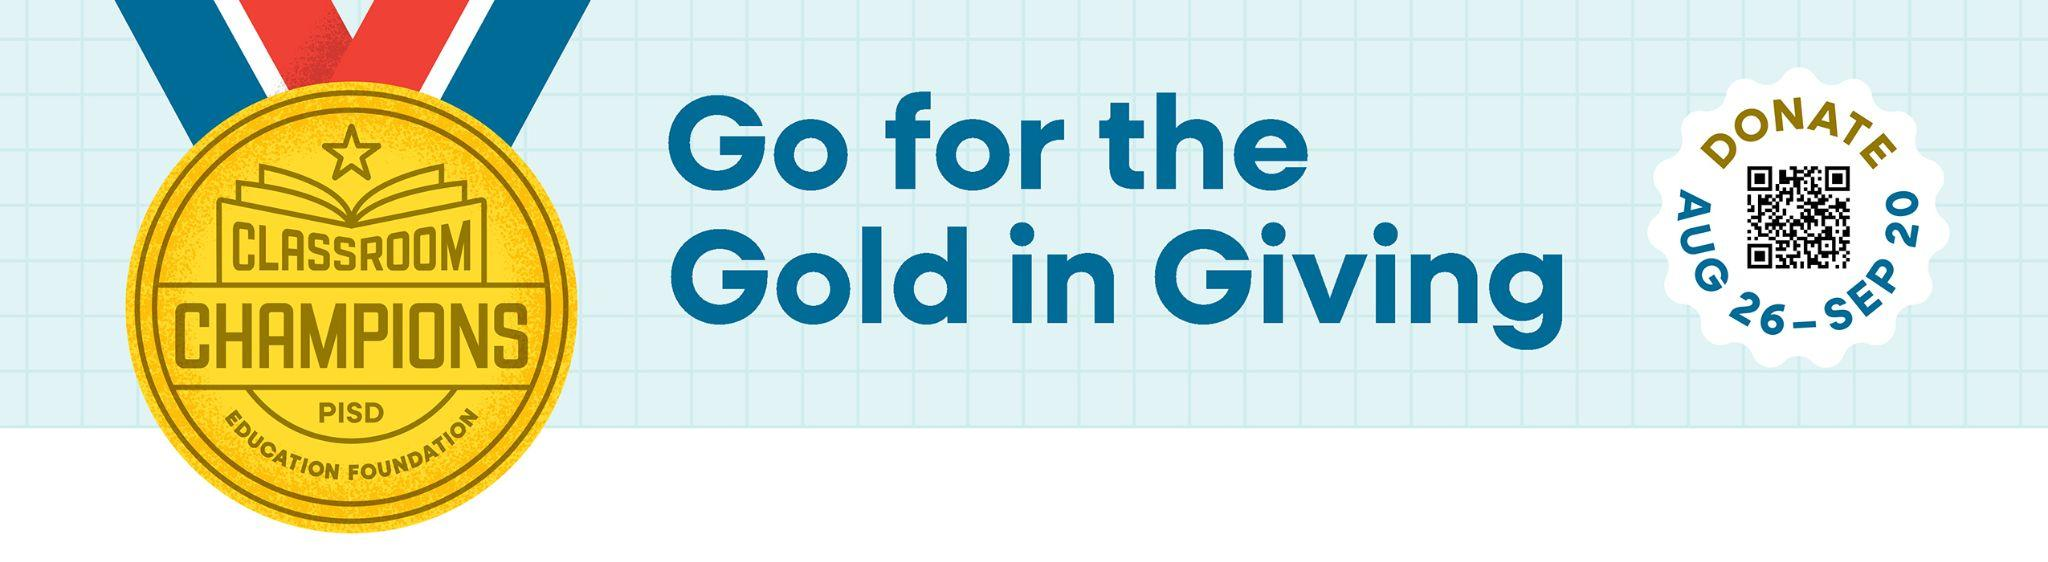 CLASSROOM
CHAMPIONS
PISD
EDUCATION FOUNDATION
Go for the
Gold in Giving
DONATE
AUG 26–SEP 20